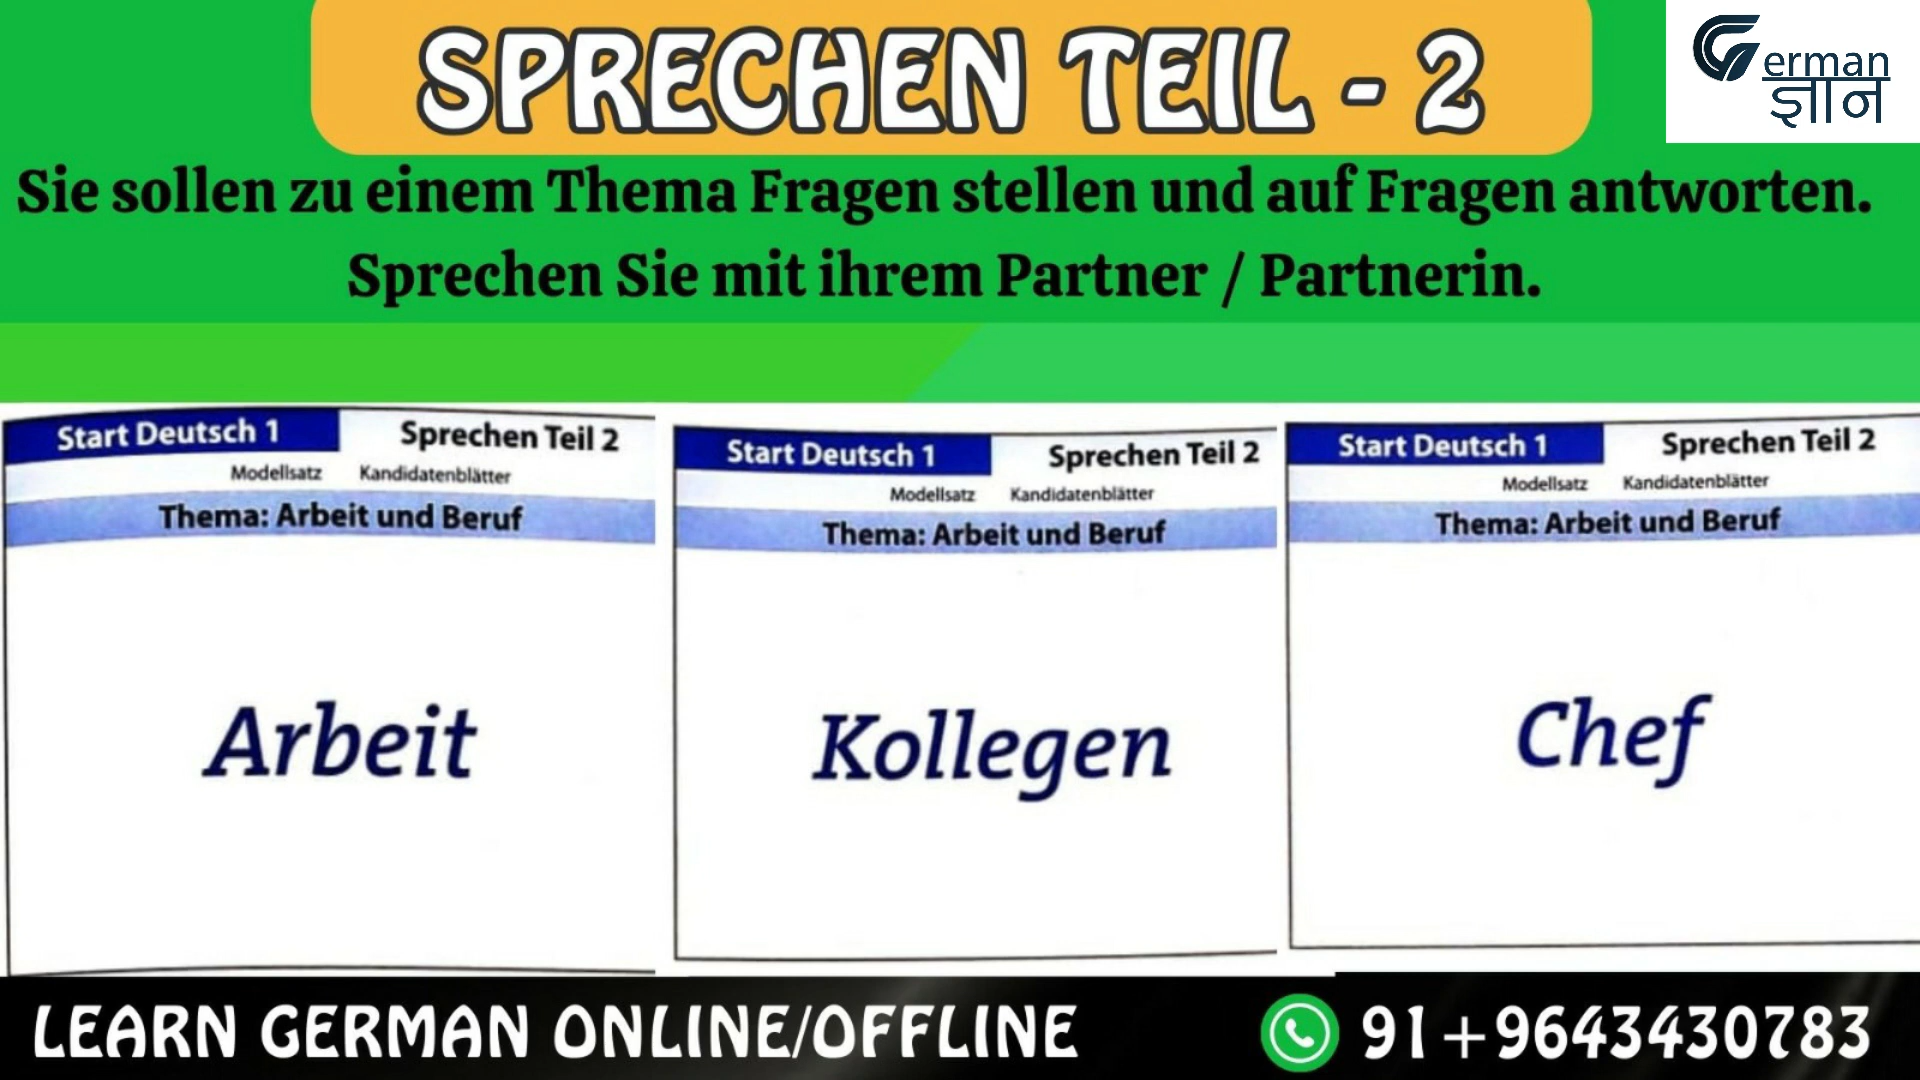 SPRECHEN TEIL - 2
German
ज्ञान
Sie sollen zu einem Thema Fragen stellen und auf Fragen antworten.
Sprechen Sie mit ihrem Partner / Partnerin.
Start Deutsch 1
Sprechen Teil 2
Modellsatz Kandidatenblätter
Thema: Arbeit und Beruf
Arbeit
Start Deutsch 1
Sprechen Teil 2
Modellsatz Kandidatenblätter
Thema: Arbeit und Beruf
Kollegen
Start Deutsch 1
Sprechen Teil 2
Modellsatz Kandidatenblätter
Thema: Arbeit und Beruf
Chef
LEARN GERMAN ONLINE/OFFLINE
91+9643430783